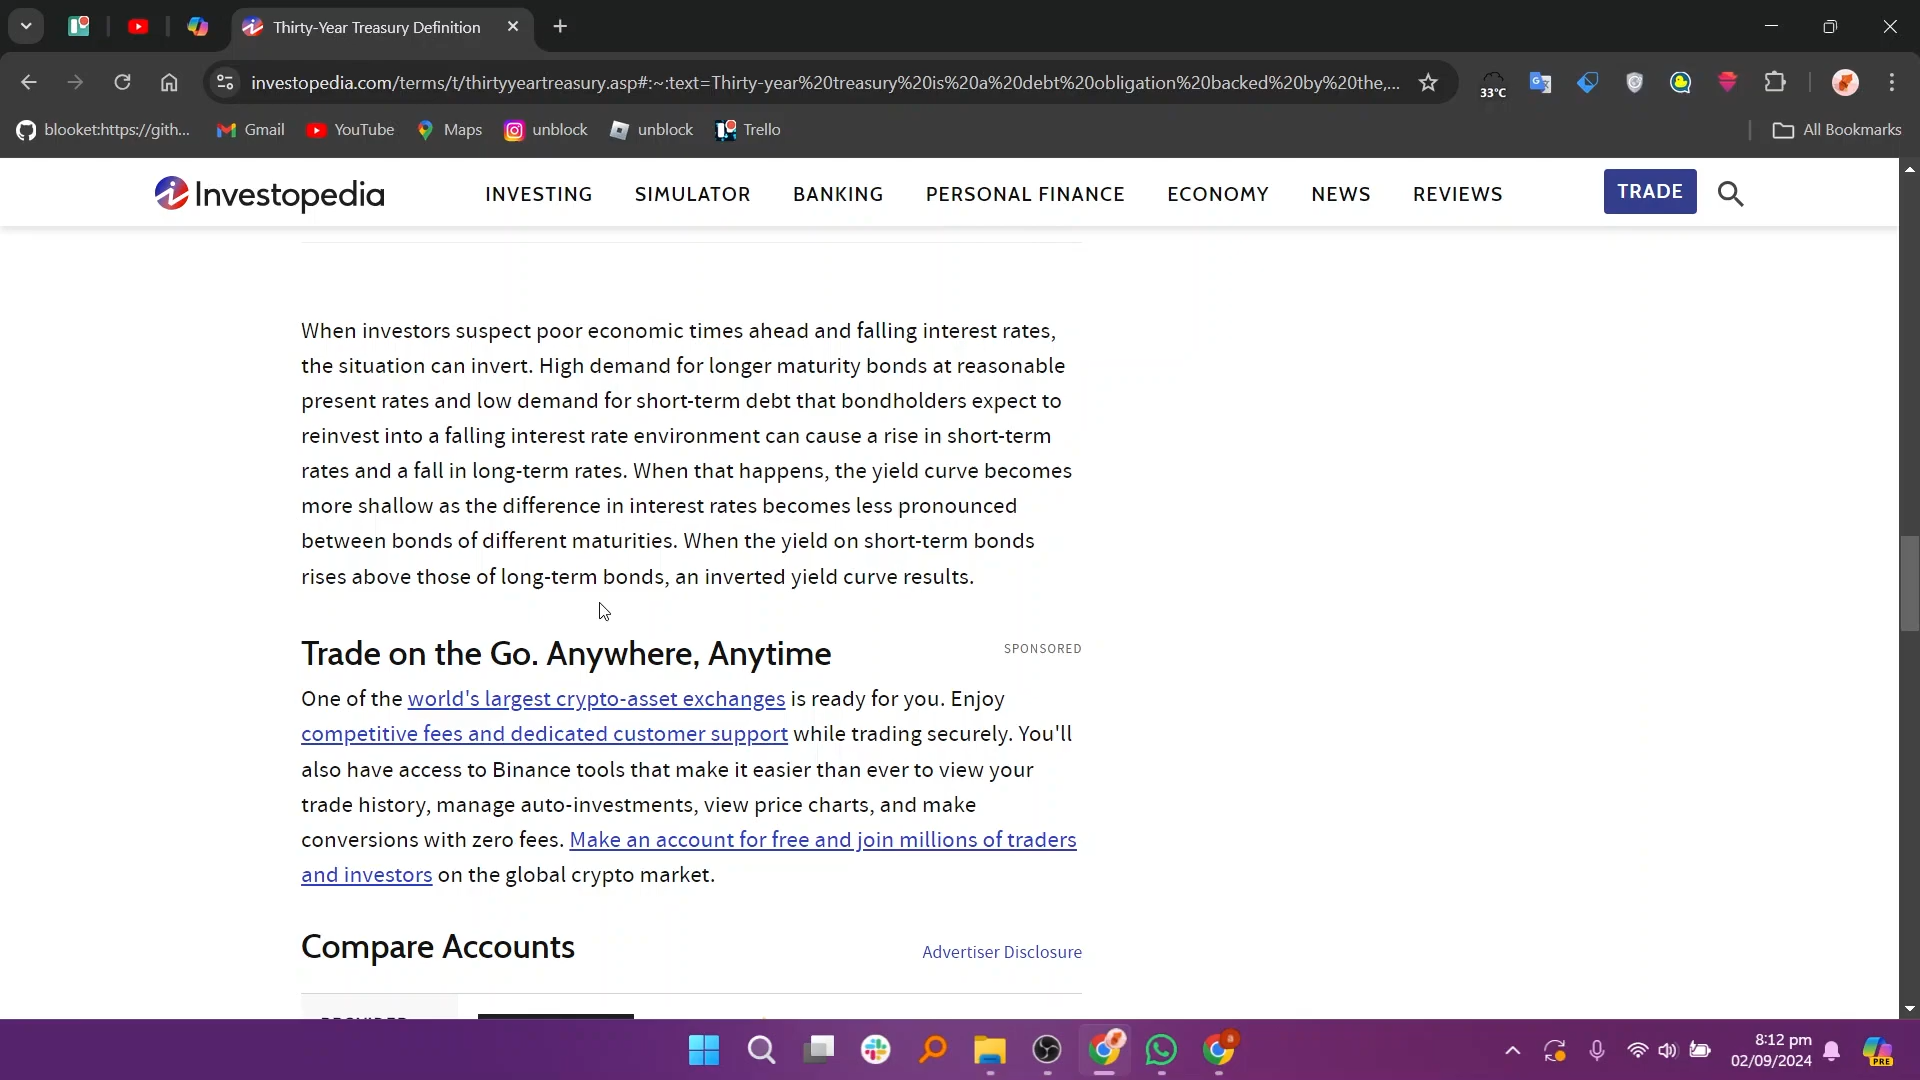 Thirty-Year Treasury Definition
investopedia.com/terms/t/thirtyyeartreasury.asp#:~:text=Thirty-year%20treasury%20is%20a%20debt%20obligation%20backed%20by%20the,...
33°C
blooket:https://gith... Gmail YouTube Maps unblock unblock Trello All Bookmarks
Investopedia INVESTING SIMULATOR BANKING PERSONAL FINANCE ECONOMY NEWS REVIEWS TRADE
When investors suspect poor economic times ahead and falling interest rates,
the situation can invert. High demand for longer maturity bonds at reasonable
present rates and low demand for short-term debt that bondholders expect to
reinvest into a falling interest rate environment can cause a rise in short-term
rates and a fall in long-term rates. When that happens, the yield curve becomes
more shallow as the difference in interest rates becomes less pronounced
between bonds of different maturities. When the yield on short-term bonds
rises above those of long-term bonds, an inverted yield curve results.
Trade on the Go. Anywhere, Anytime
SPONSORED
One of the world's largest crypto-asset exchanges is ready for you. Enjoy
competitive fees and dedicated customer support while trading securely. You'll
also have access to Binance tools that make it easier than ever to view your
trade history, manage auto-investments, view price charts, and make
conversions with zero fees. Make an account for free and join millions of traders
and investors on the global crypto market.
Compare Accounts
Advertiser Disclosure
8:12 pm
02/09/2024
PRE